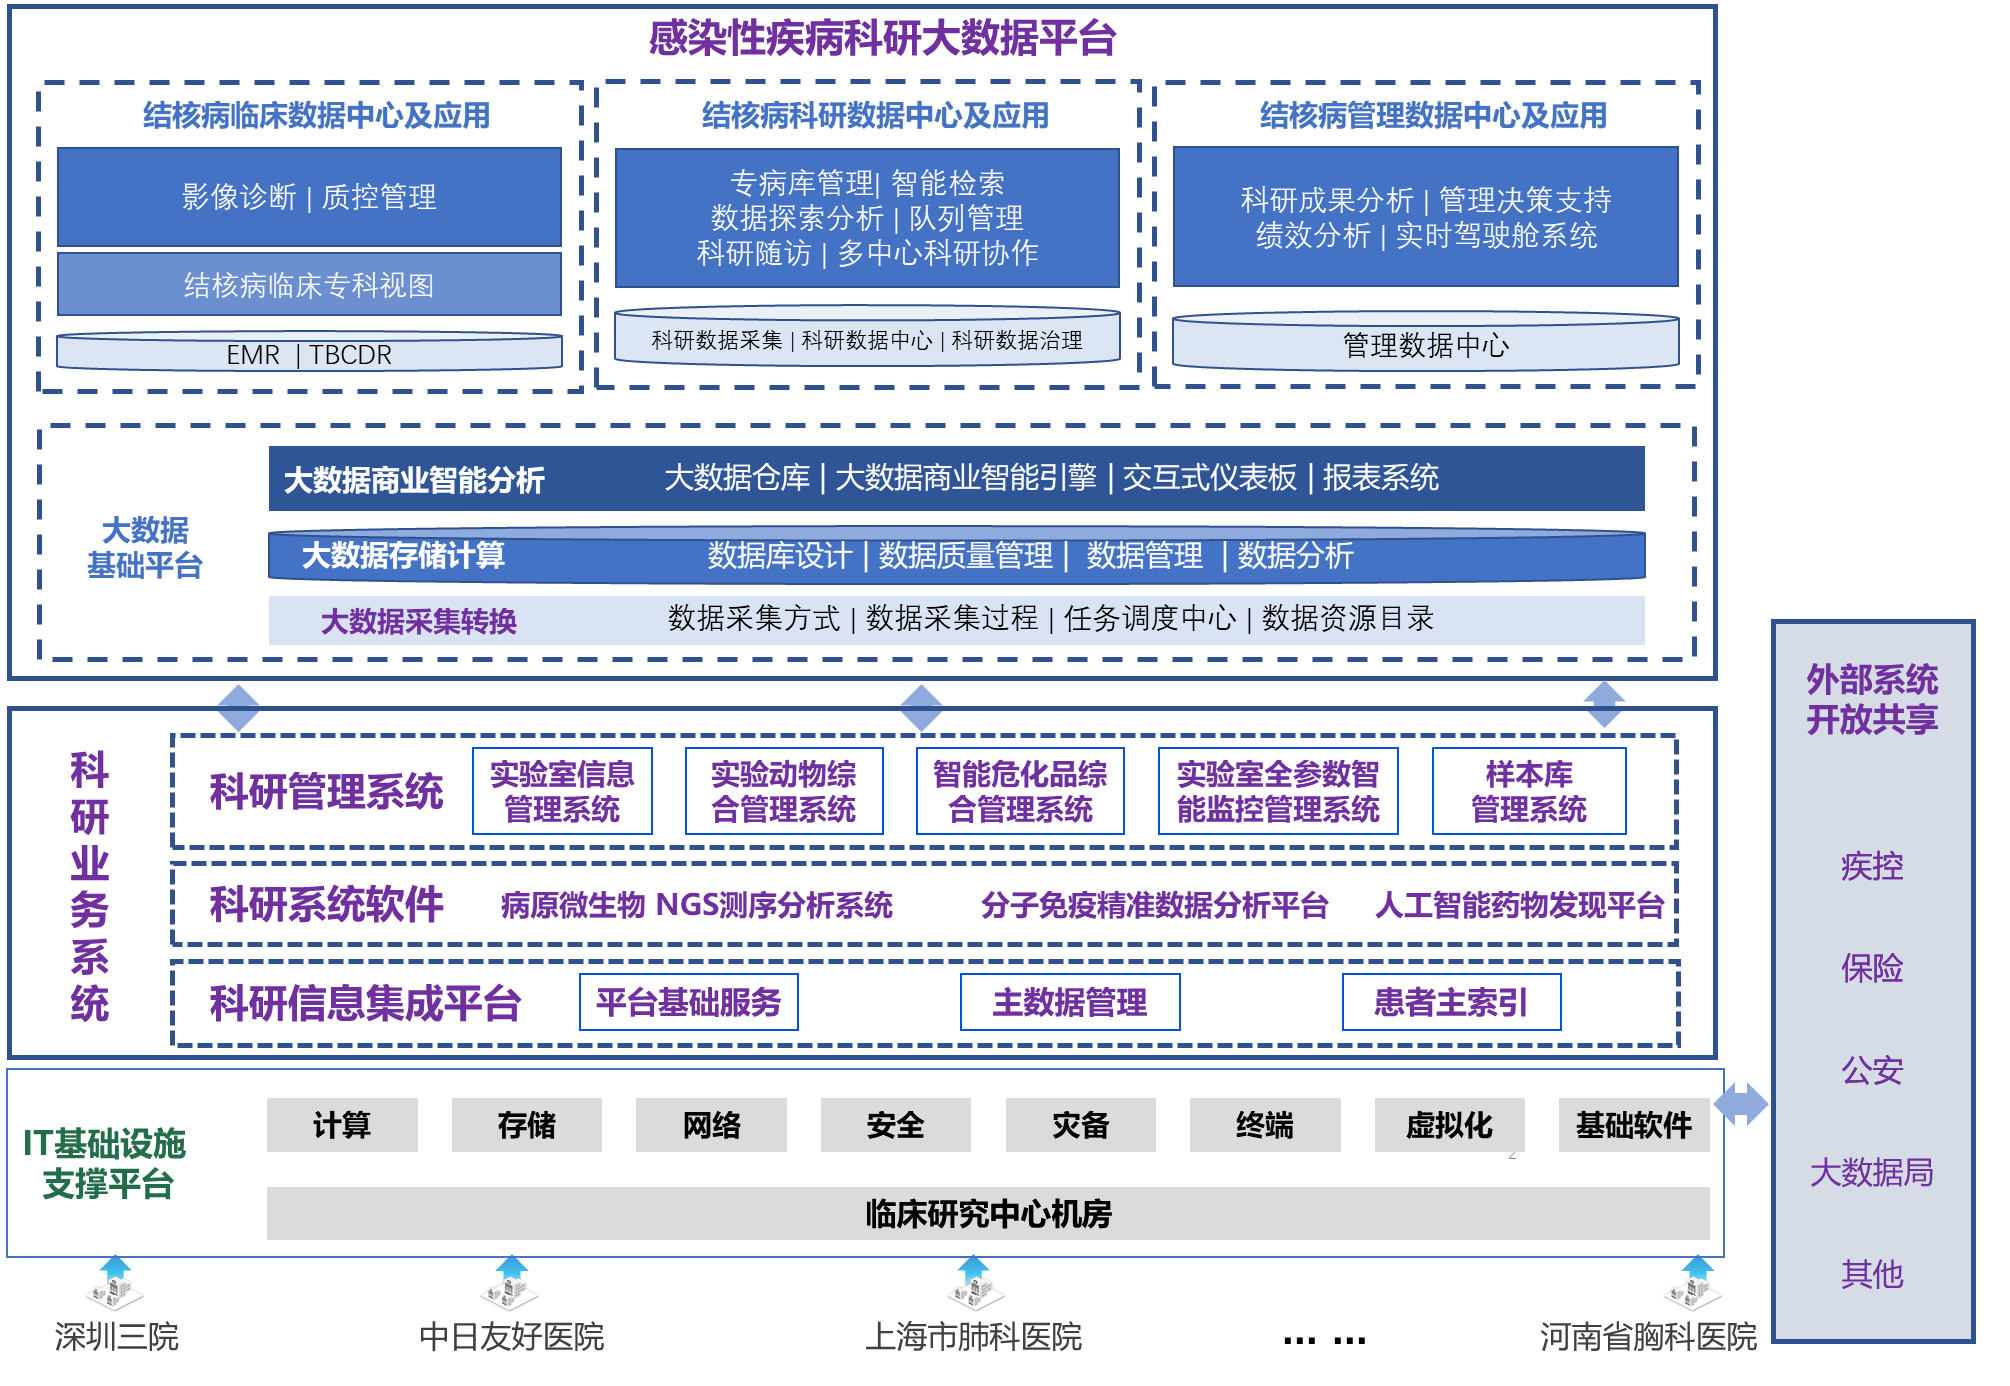 感染性疾病科研大数据平台
结核病临床数据中心及应用
影像诊断 | 质控管理
结核病临床专科视图
EMR | TBCDR
结核病科研数据中心及应用
专病库管理| 智能检索
数据探索分析 | 队列管理
科研随访 | 多中心科研协作
科研数据采集 | 科研数据中心 | 科研数据治理
结核病管理数据中心及应用
科研成果分析 | 管理决策支持
绩效分析 | 实时驾驶舱系统
管理数据中心
大数据
基础平台
大数据商业智能分析 大数据仓库 | 大数据商业智能引擎 | 交互式仪表板 | 报表系统
大数据存储计算 数据库设计 | 数据质量管理 | 数据管理 | 数据分析
大数据采集转换 数据采集方式 | 数据采集过程 | 任务调度中心 | 数据资源目录
科
研
业
务
系
统
科研管理系统
实验室信息
管理系统
实验动物综
合管理系统
智能危化品综
合管理系统
实验室全参数智
能监控管理系统
样本库
管理系统
科研系统软件 病原微生物 NGS测序分析系统 分子免疫精准数据分析平台 人工智能药物发现平台
科研信息集成平台 平台基础服务 主数据管理 患者主索引
IT基础设施
支撑平台
计算 存储 网络 安全 灾备 终端 虚拟化 基础软件
2
临床研究中心机房
深圳三院 中日友好医院 上海市肺科医院 … … 河南省胸科医院
外部系统
开放共享
疾控
保险
公安
大数据局
其他